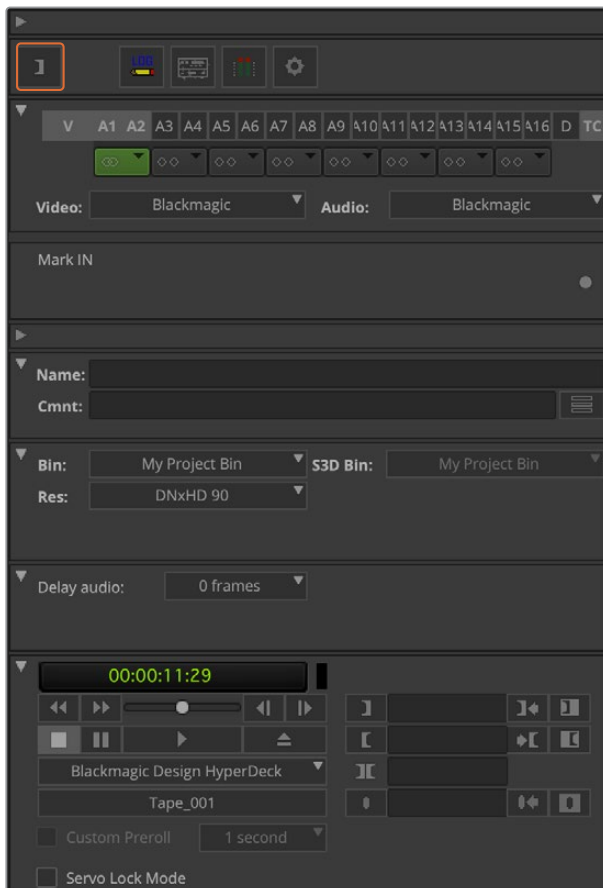 LOG
V A1 A2 A3 A4 A5 A6 A7 A8 A9 A10 A11 A12 A13 A14 A15 A16 D TC
Video: Blackmagic Audio: Blackmagic
Mark IN
Name:
Cmnt:
Bin: My Project Bin S3D Bin: My Project Bin
Res: DNxHD 90
Delay audio: 0 frames
00:00:11:29
Blackmagic Design HyperDeck
Tape_001
Custom Preroll 1 second
Servo Lock Mode